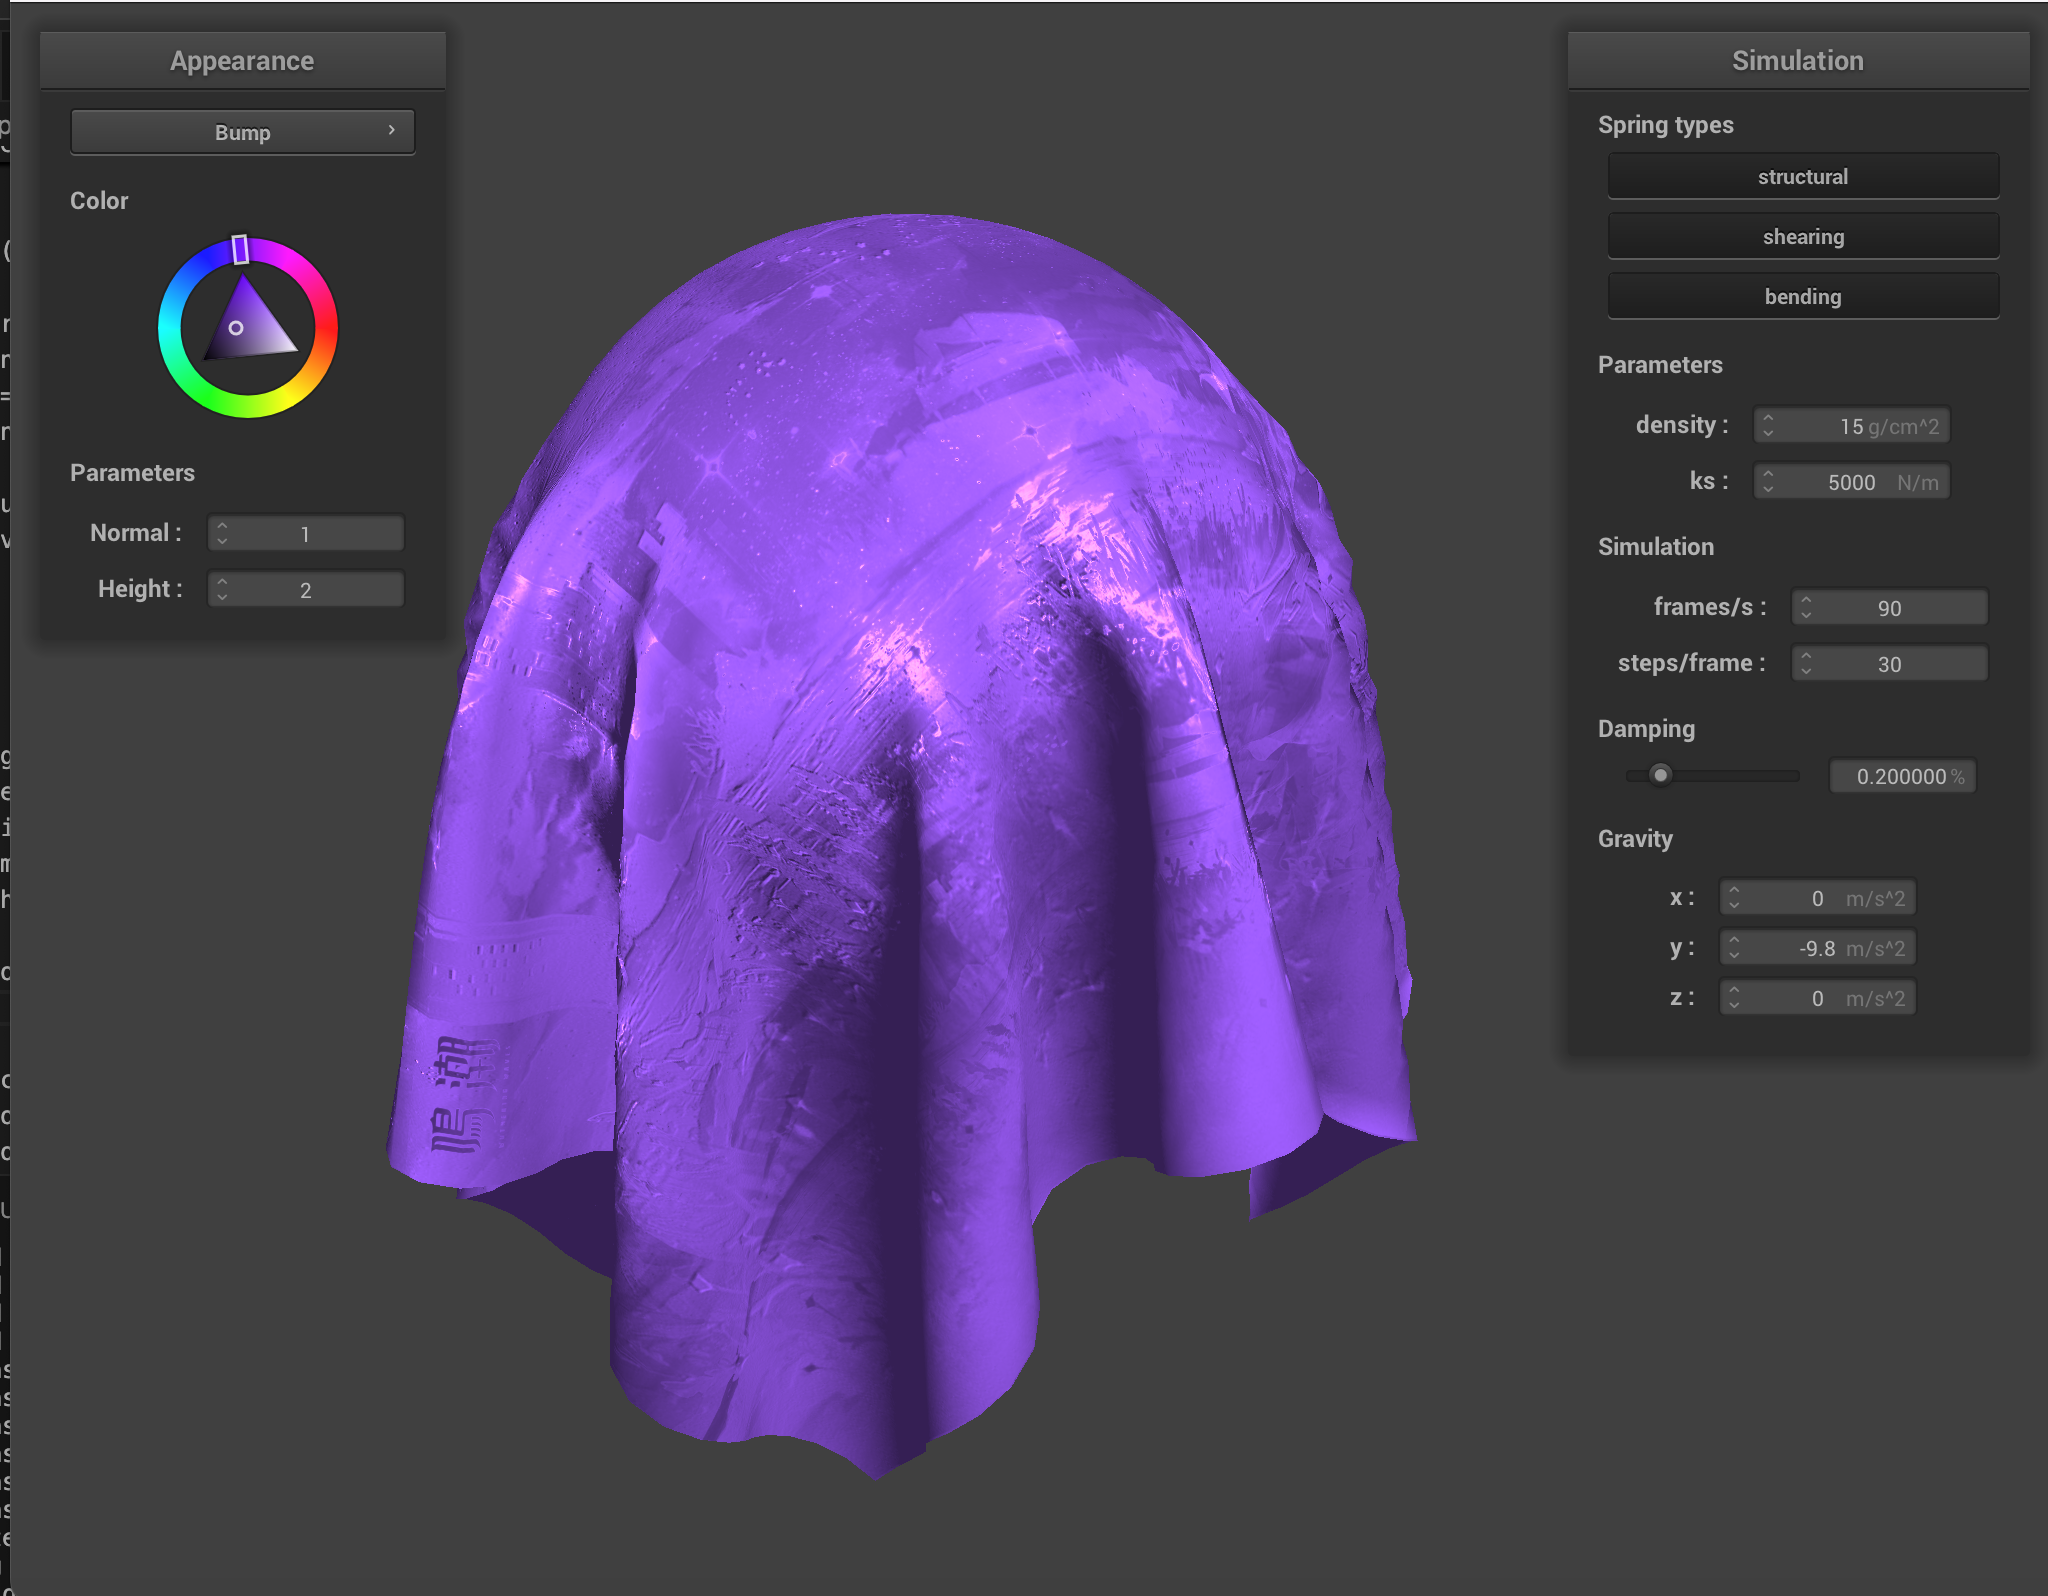 Appearance
Bump
Color
Parameters
Normal :
1
Height :
2
Simulation
Spring types
structural
shearing
bending
Parameters
density :
15 g/cm^2
ks :
5000 N/m
Simulation
frames/s :
90
steps/frame :
30
Damping
0.200000 %
Gravity
x :
0 m/s^2
y :
-9.8 m/s^2
z :
0 m/s^2